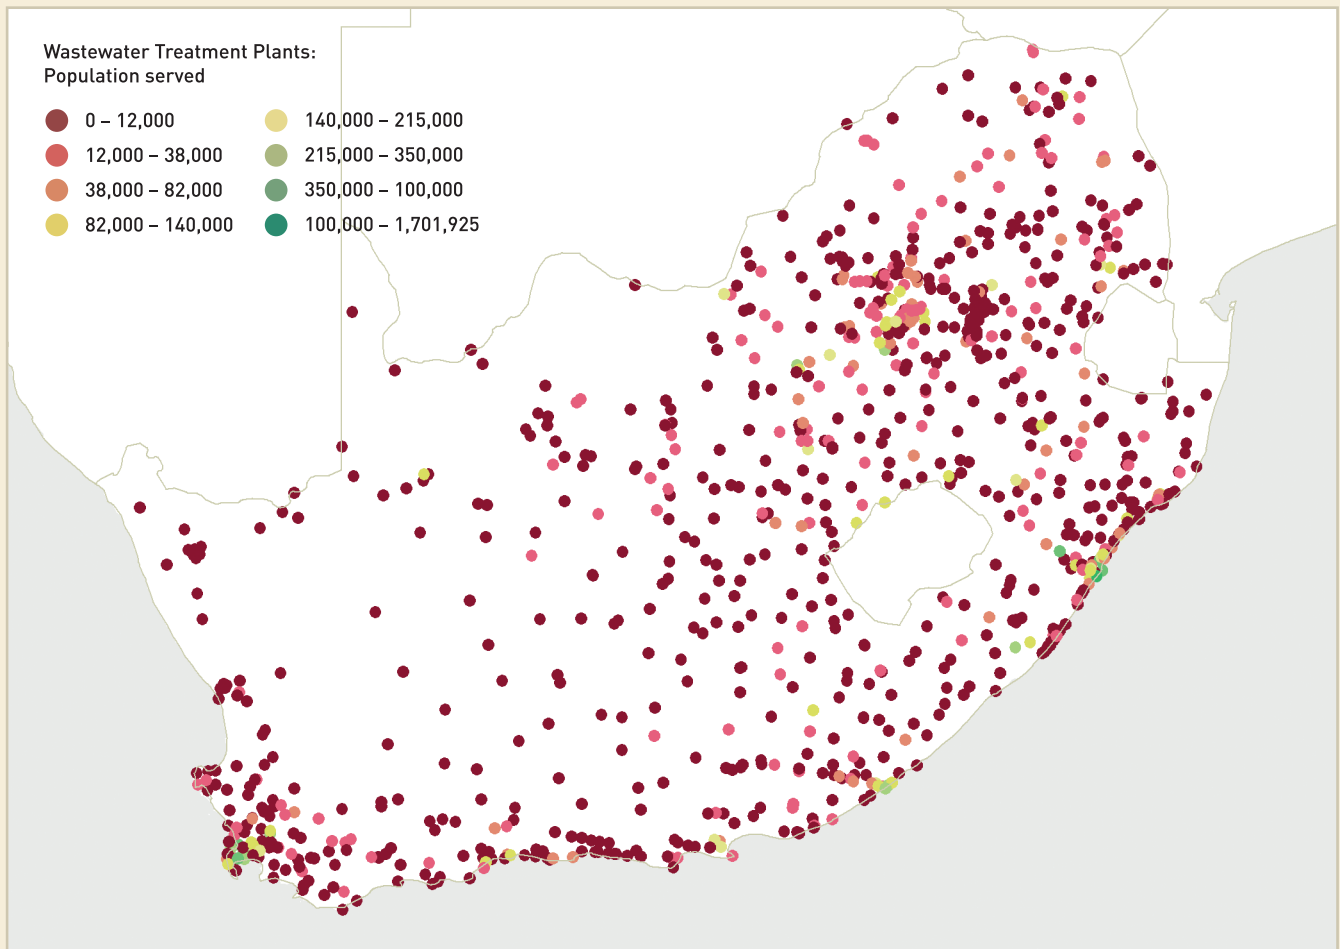 Wastewater Treatment Plants:
Population served
0 – 12,000
12,000 – 38,000
38,000 – 82,000
82,000 – 140,000
140,000 – 215,000
215,000 – 350,000
350,000 – 100,000
100,000 – 1,701,925